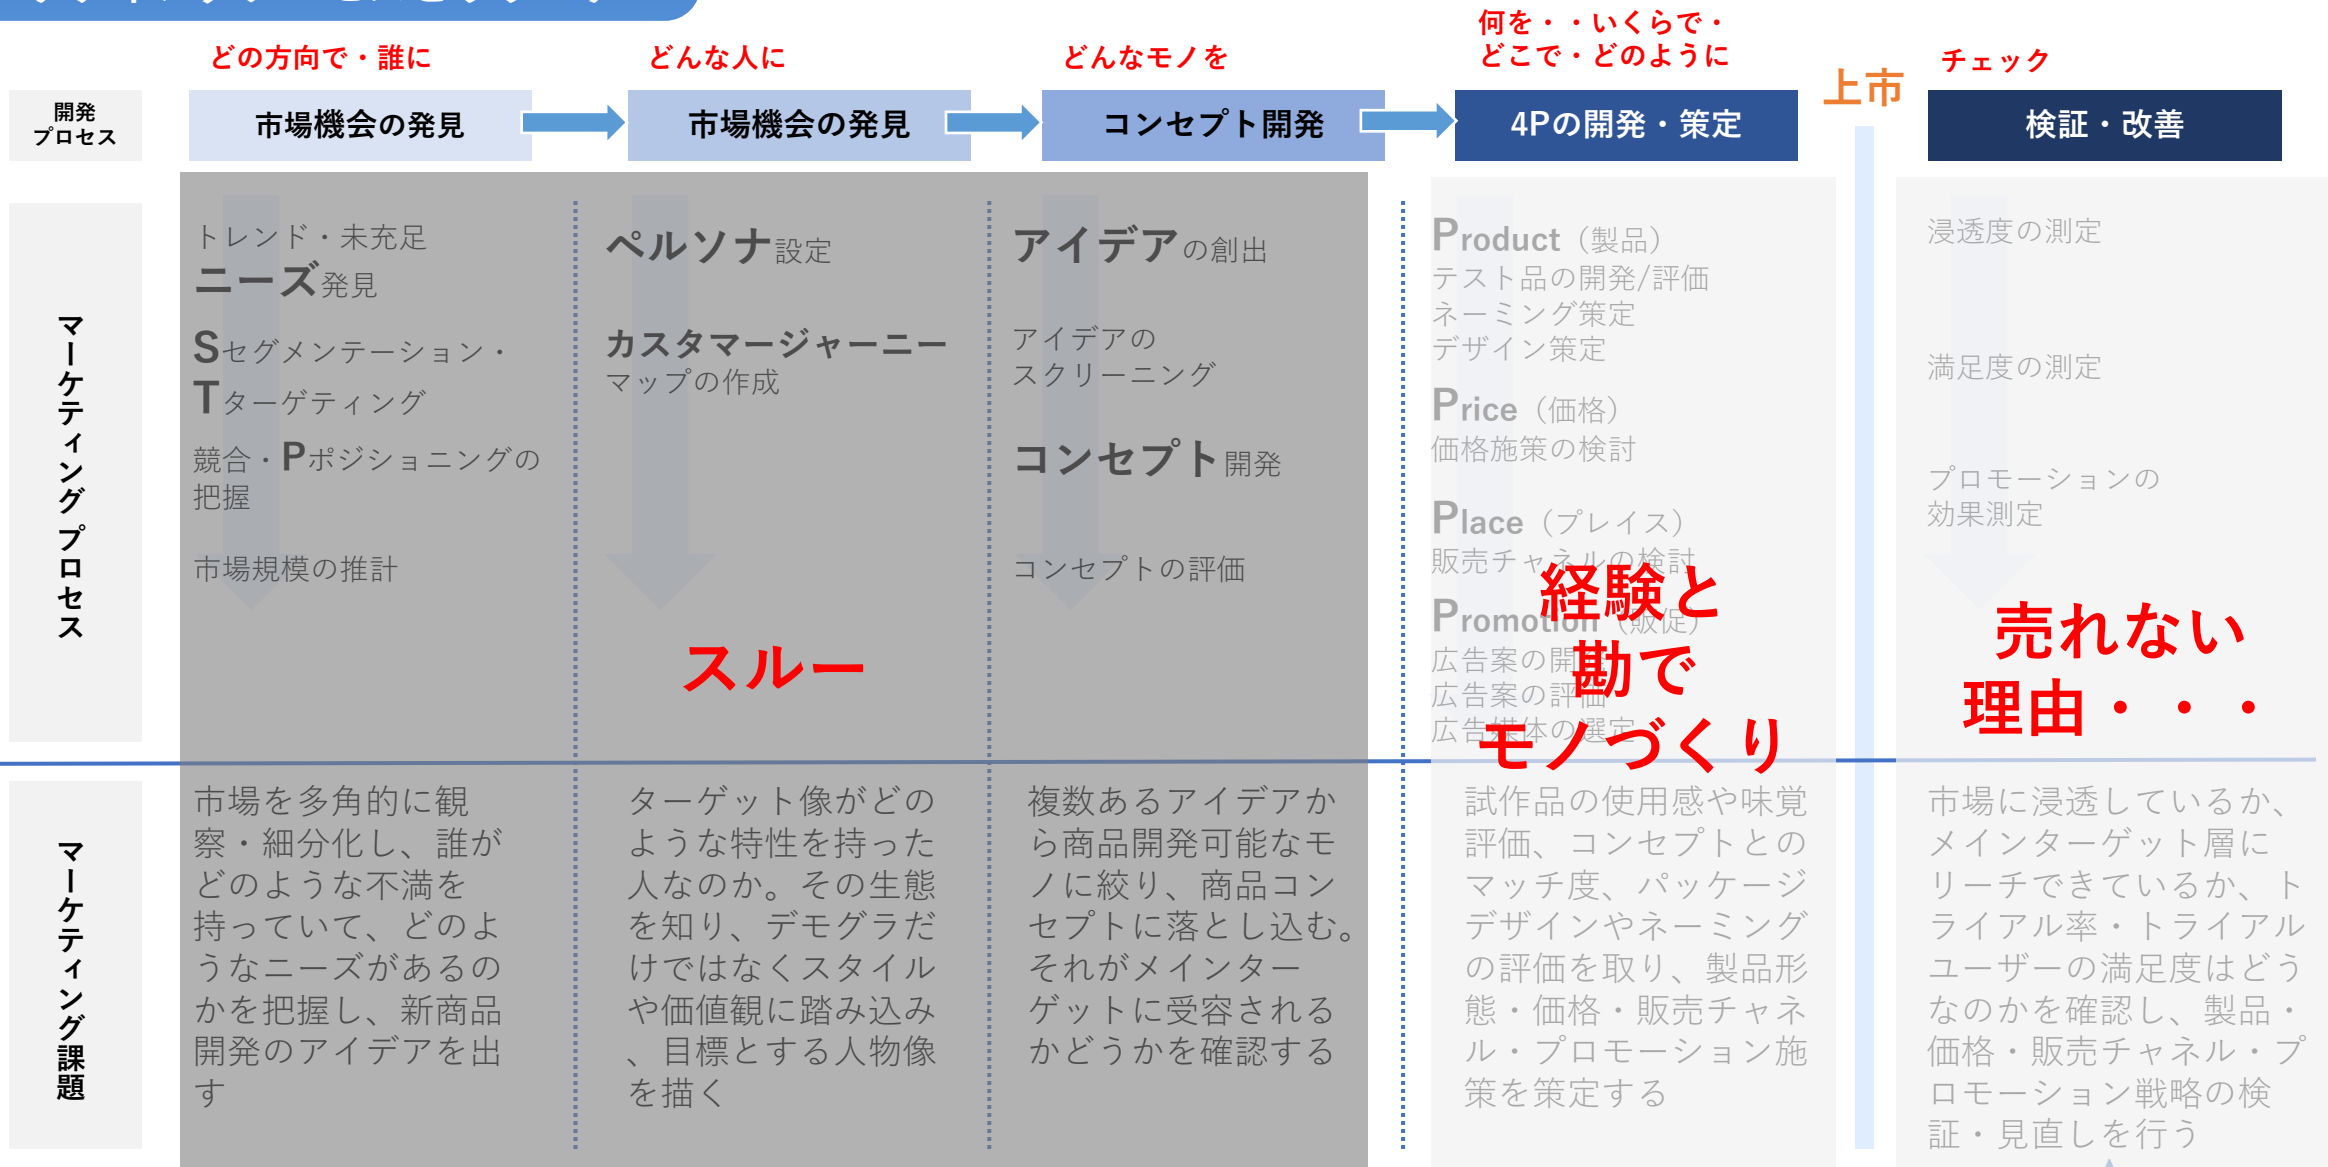 何を・・いくらで・
どこで・どのように
どの方向で・誰に
どんな人に
どんなモノを
チェック
上市
開発
プロセス
市場機会の発見
市場機会の発見
コンセプト開発
4Pの開発・策定
検証・改善
マーケティングプロセス
トレンド・未充足
ニーズ発見
Sセグメンテーション・
Tターゲティング
競合・Pポジショニングの
把握
市場規模の推計
ペルソナ設定
カスタマージャーニー
マップの作成
スルー
アイデアの創出
アイデアの
スクリーニング
コンセプト開発
コンセプトの評価
Product（製品）
テスト品の開発/評価
ネーミング策定
デザイン策定
Price（価格）
価格施策の検討
Place（プレイス）
販売チャネルの検討
Promotion（販促）
広告案の開発
広告案の評価
広告媒体の選定
経験と
勘で
モノづくり
浸透度の測定
満足度の測定
プロモーションの
効果測定
売れない
理由・・・
マーケティング課題
市場を多角的に観
察・細分化し、誰が
どのような不満を
持っていて、どのよ
うなニーズがあるの
かを把握し、新商品
開発のアイデアを出
す
ターゲット像がどの
ような特性を持った
人なのか。その生態
を知り、デモグラだ
けではなくスタイル
や価値観に踏み込み
、目標とする人物像
を描く
複数あるアイデアか
ら商品開発可能なモ
ノに絞り、商品コン
セプトに落とし込む。
それがメインター
ゲットに受容される
かどうかを確認する
試作品の使用感や味覚
評価、コンセプトとの
マッチ度、パッケージ
デザインやネーミング
の評価を取り、製品形
態・価格・販売チャネ
ル・プロモーション施
策を策定する
市場に浸透しているか、
メインターゲット層に
リーチできているか、ト
ライアル率・トライアル
ユーザーの満足度はどう
なのかを確認し、製品・
価格・販売チャネル・プ
ロモーション戦略の検
証・見直しを行う